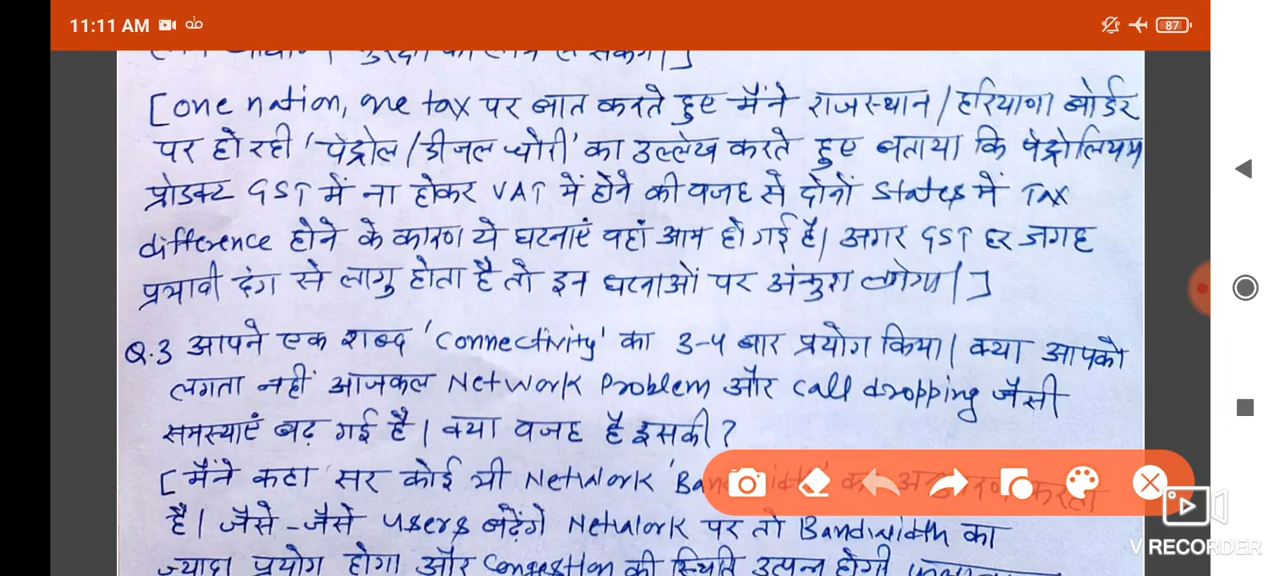 11:11 AM
87
[one nation, one tax पर बात करते हुए मैंने राजस्थान/हरियाणा बोर्डर
पर हो रही 'पेट्रोल/डीजल चोरी' का उल्लेख करते हुए बताया कि पेट्रोलियम
प्रोडक्ट GST में ना होकर VAT में होने की वजह से दोनों States में TAX
difference होने के कारण ये घटनाएं यहां आम हो गई है। अगर GST हर जगह
प्रभावी ढंग से लागु होता है तो इन घटनाओं पर अंकुश लगेगा।]
Q.3 आपने एक शब्द 'Connectivity' का 3-4 बार प्रयोग किया। क्या आपको
लगता नहीं आजकल Network Problem और call dropping जैसी
समस्याएं बढ़ गई है। क्या वजह है इसकी?
[मैंने कहा सर कोई भी Network करता
है। जैसे-जैसे users बढ़ेंगे Network पर तो Bandwidth का
ज्यादा प्रयोग होगा और Congestion की स्थिति उत्पन्न होगी
V RECORDER